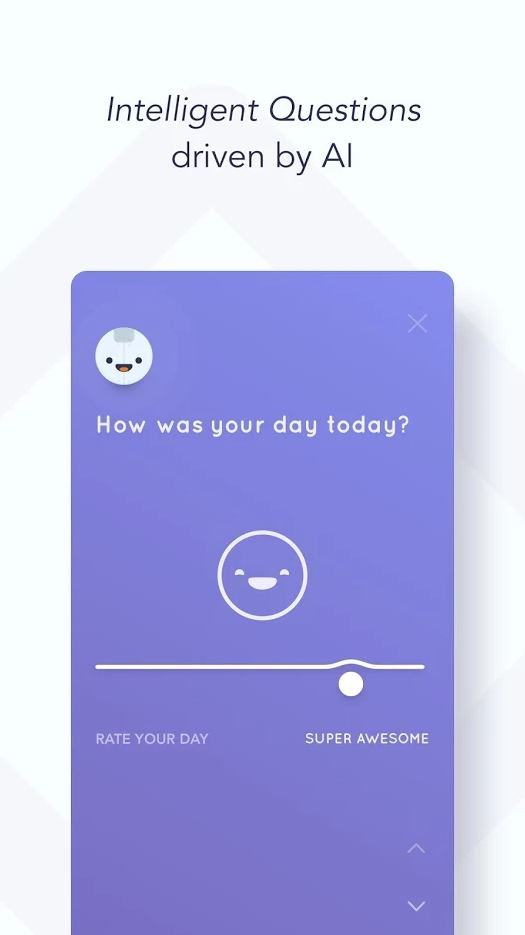 Intelligent Questions
driven by AI
How was your day today?
RATE YOUR DAY
SUPER AWESOME